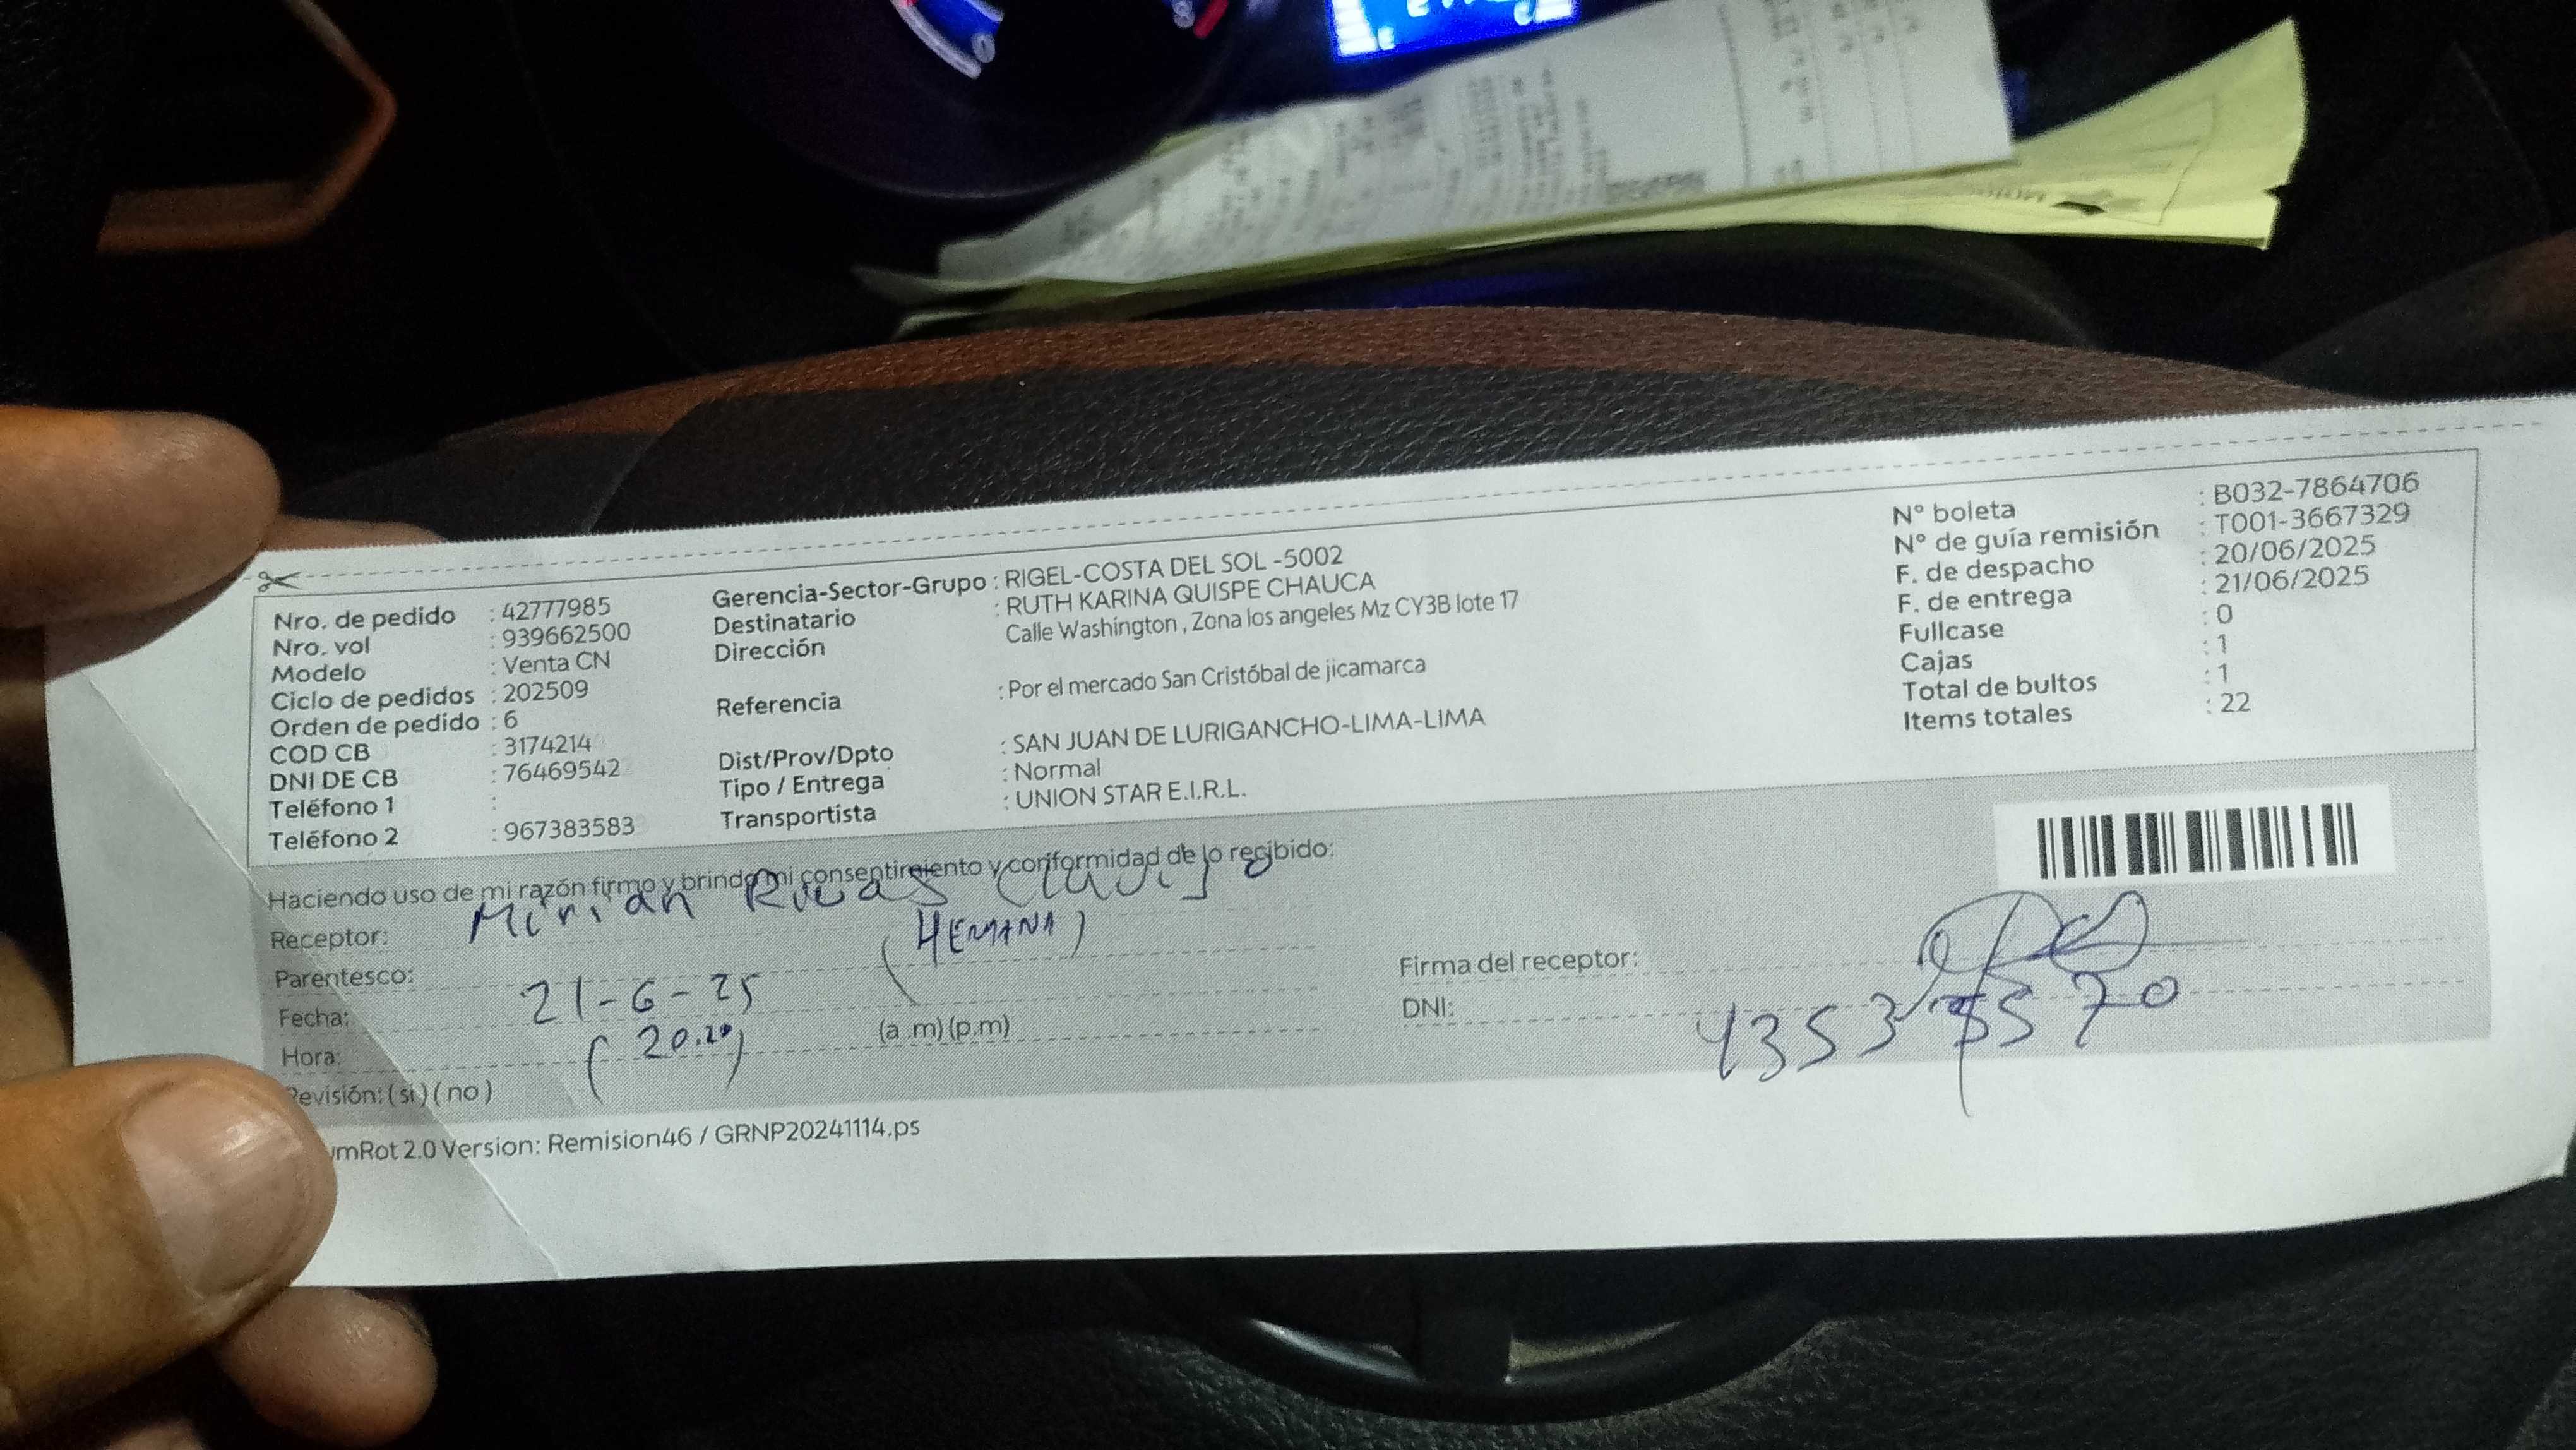 Nro. de pedido : 42777985
Nro. vol : 939662500
Modelo : Venta CN
Ciclo de pedidos : 202509
Orden de pedido : 6
COD CB : 3174214
DNI DE CB : 76469542
Teléfono 1 :
Teléfono 2 : 967383583
Gerencia-Sector-Grupo : RIGEL-COSTA DEL SOL -5002
Destinatario : RUTH KARINA QUISPE CHAUCA
Dirección Calle Washington , Zona los angeles Mz CY3B lote 17
Referencia : Por el mercado San Cristóbal de jicamarca
Dist/Prov/Dpto : SAN JUAN DE LURIGANCHO-LIMA-LIMA
Tipo / Entrega : Normal
Transportista : UNION STAR E.I.R.L.
N° boleta : B032-7864706
N° de guía remisión : T001-3667329
F. de despacho : 20/06/2025
F. de entrega : 21/06/2025
Fullcase : 0
Cajas : 1
Total de bultos : 1
Items totales : 22
Haciendo uso de mi razón firmo y brindo mi consentimiento y conformidad de lo recibido:
Receptor: Mirian Rivas Clavijo
Parentesco: (HEMANA)
Fecha: 21-6-25
Hora: (20.20) (a .m) (p.m)
Revisión: ( si ) ( no )
Firma del receptor:
DNI: 43533570
mRot 2.0 Version: Remision46 / GRNP20241114.ps